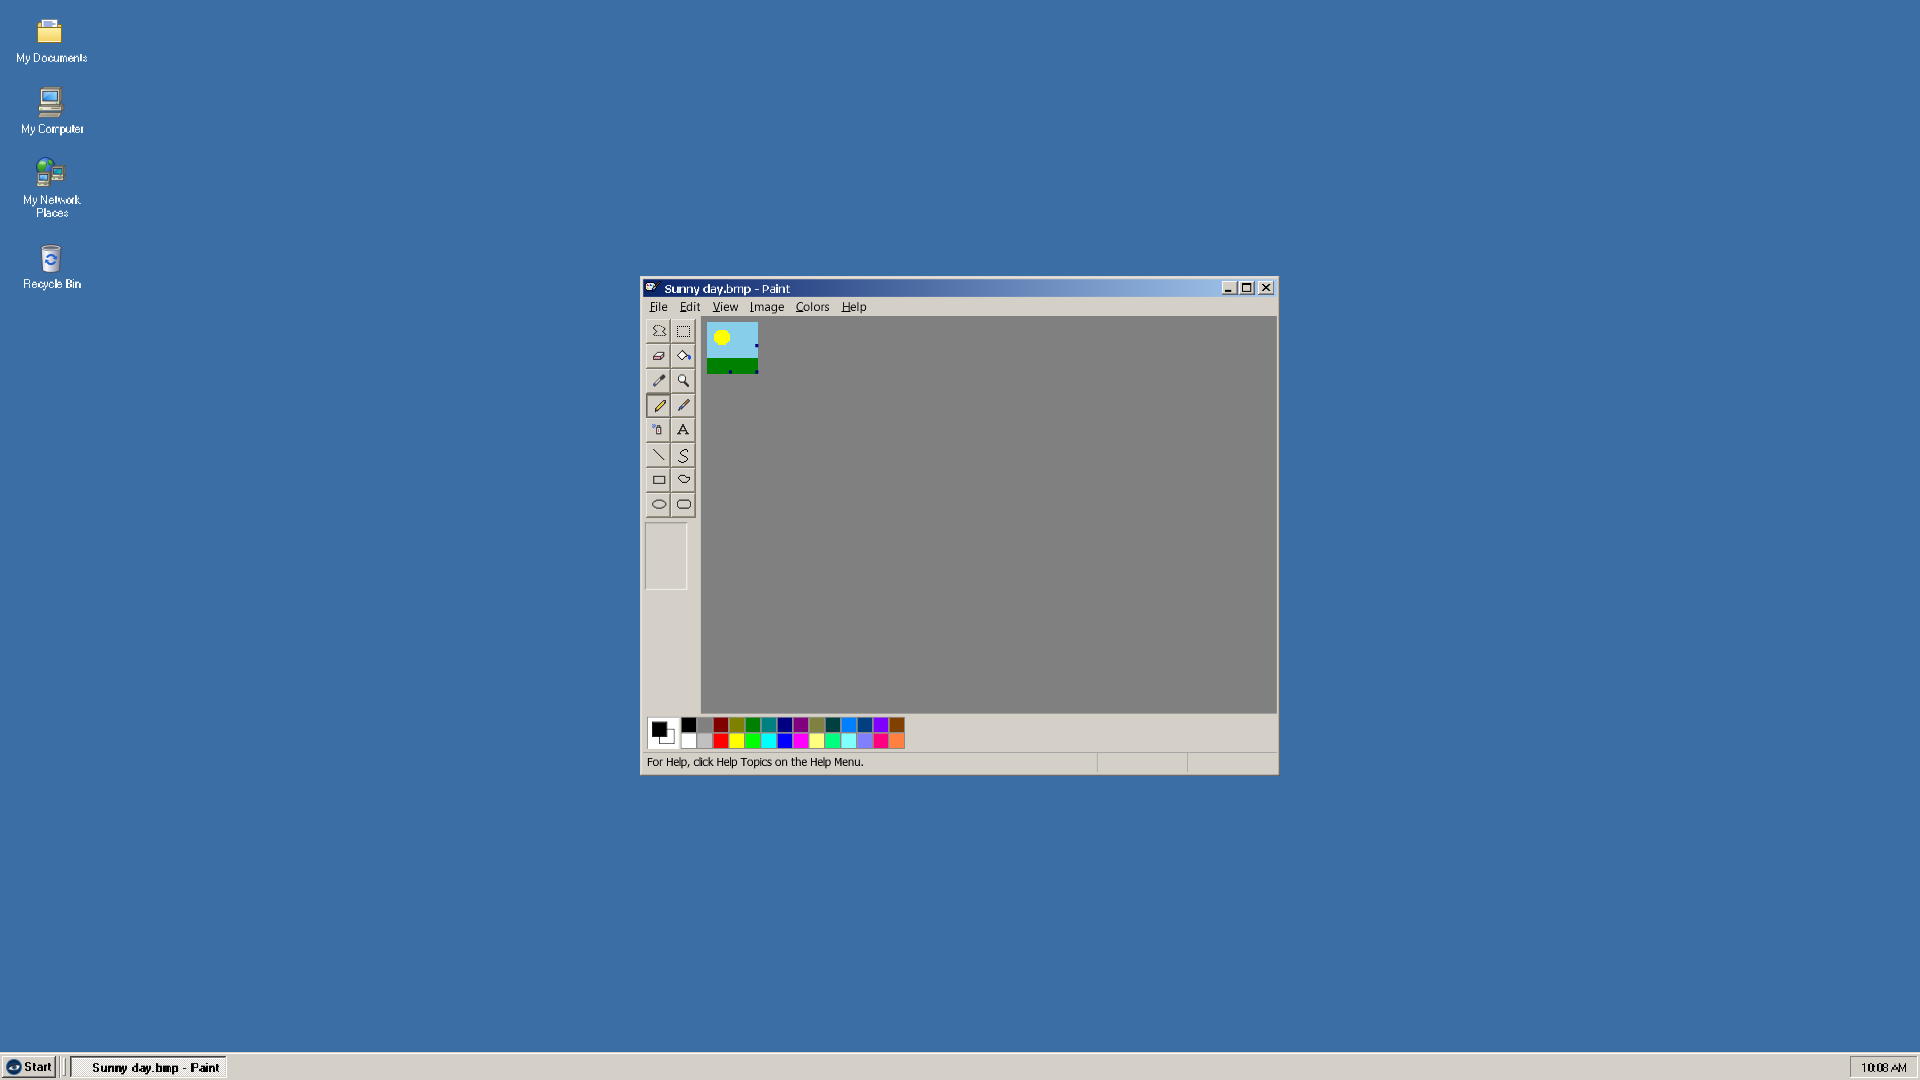 My Documents
My Computer
My Network
Places
Recycle Bin
Sunny day.bmp - Paint
File Edit View Image Colors Help
A
For Help, click Help Topics on the Help Menu.
Start
Sunny day.bmp - Paint
10:08 AM